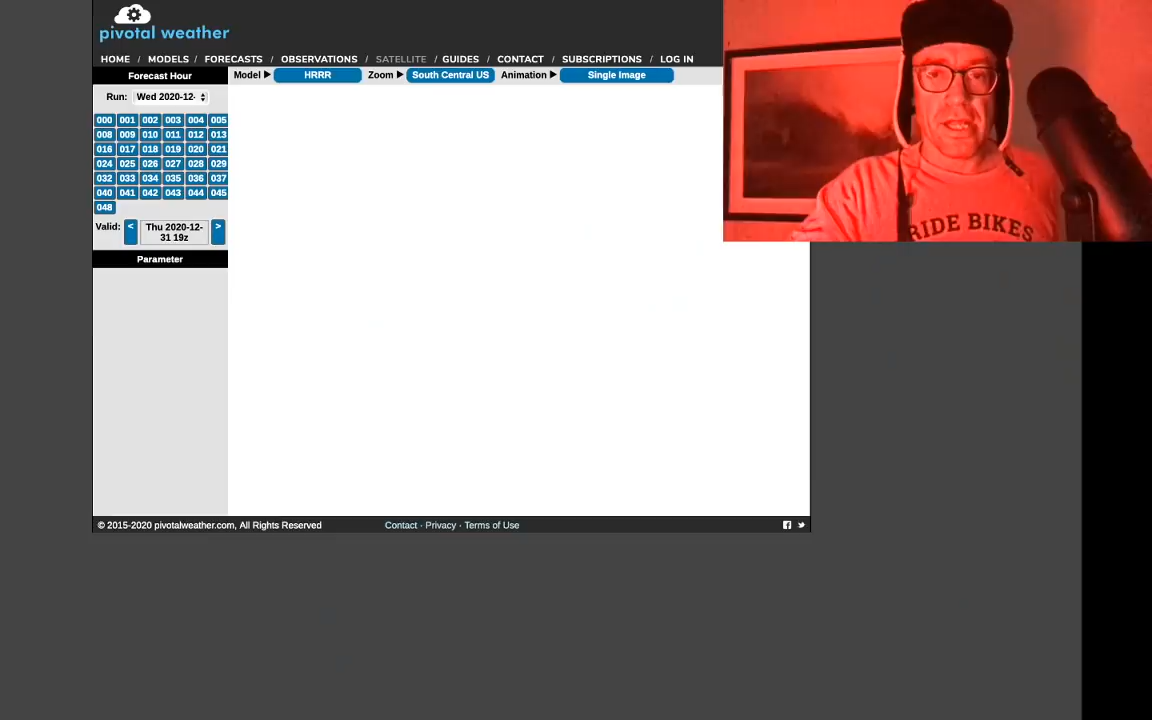 pivotal weather
HOME / MODELS / FORECASTS / OBSERVATIONS / SATELLITE / GUIDES / CONTACT / SUBSCRIPTIONS / LOG IN
Forecast Hour
Model HRRR Zoom South Central US Animation Single Image
Run: Wed 2020-12-
000 001 002 003 004 005
008 009 010 011 012 013
016 017 018 019 020 021
024 025 026 027 028 029
032 033 034 035 036 037
040 041 042 043 044 045
048
Valid: < Thu 2020-12- >
31 19z
Parameter
RIDE BIKES
© 2015-2020 pivotalweather.com, All Rights Reserved
Contact · Privacy · Terms of Use